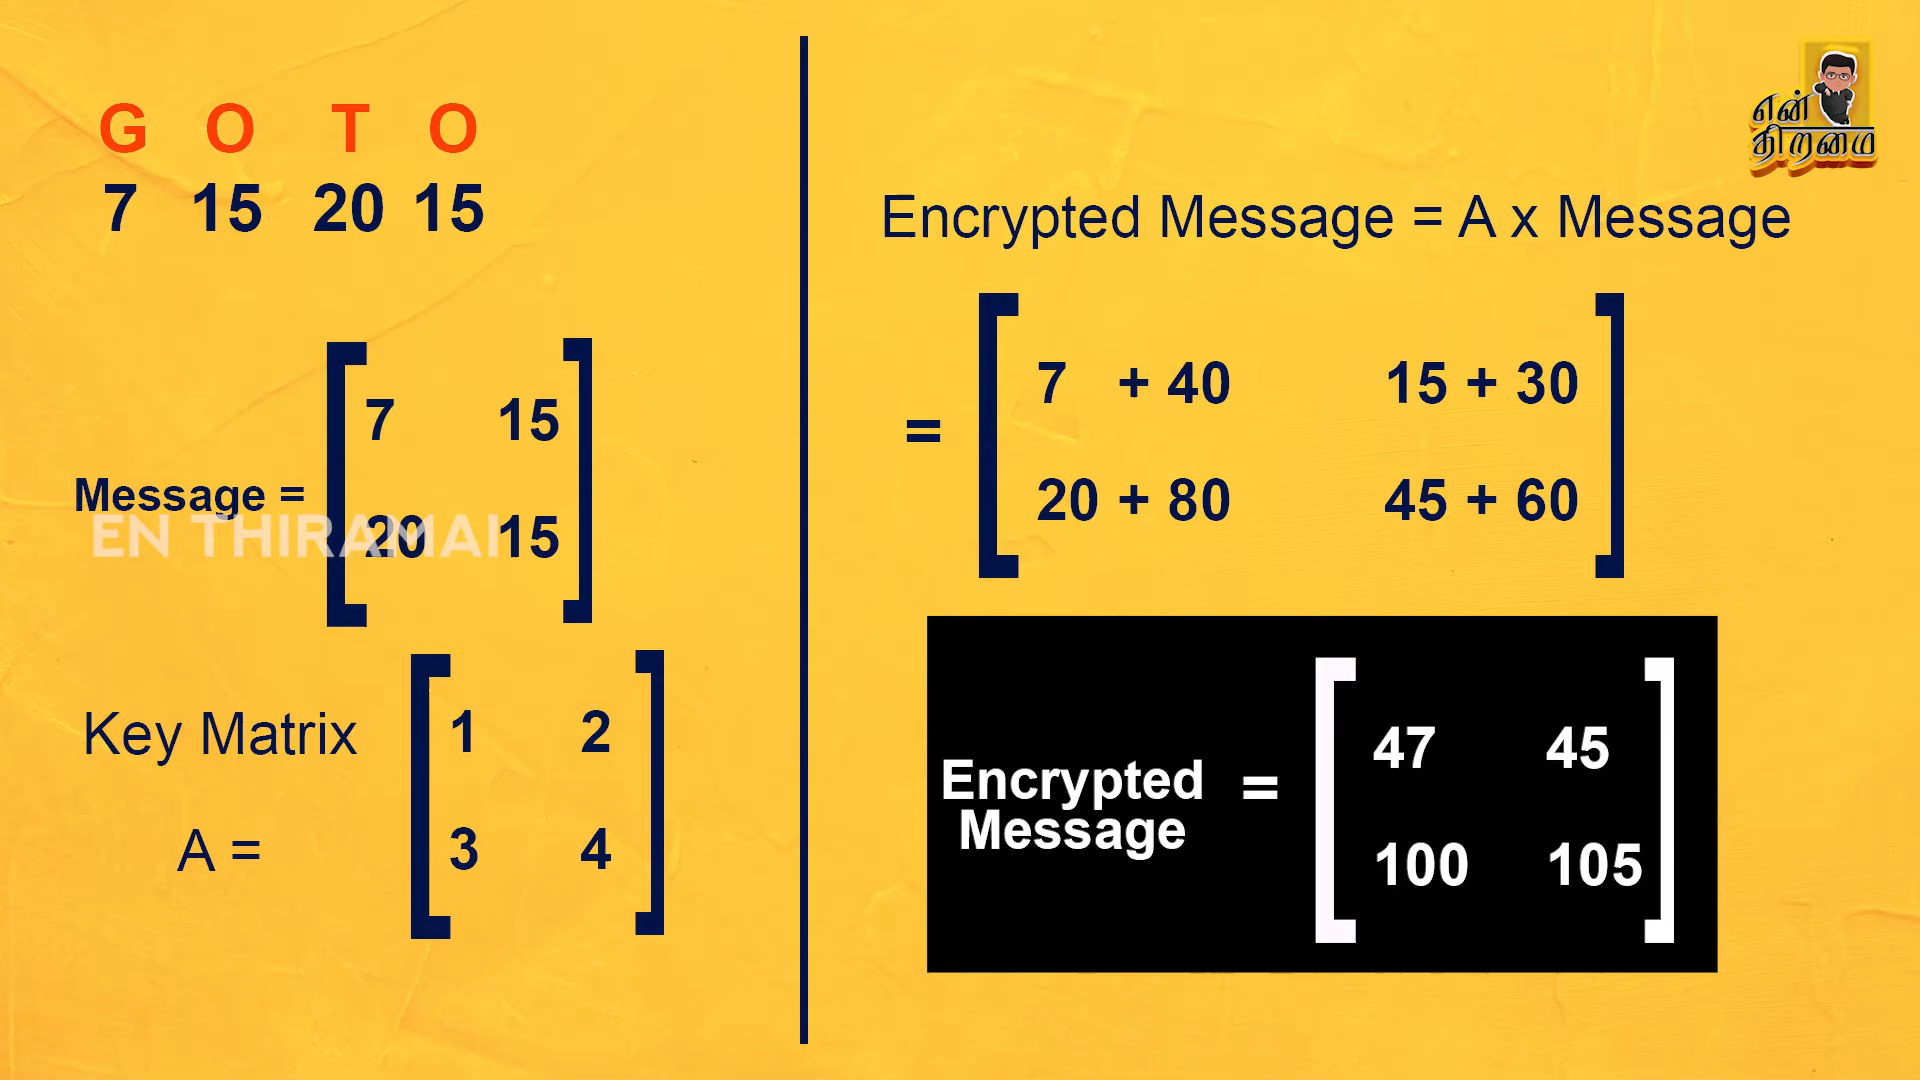 G O T O
7 15 20 15
Message =
7 15
20 15
EN THIRAMAI
Key Matrix
A =
1 2
3 4
என்
திறமை
Encrypted Message = A x Message
=
7 + 40 15 + 30
20 + 80 45 + 60
Encrypted
Message
=
47 45
100 105